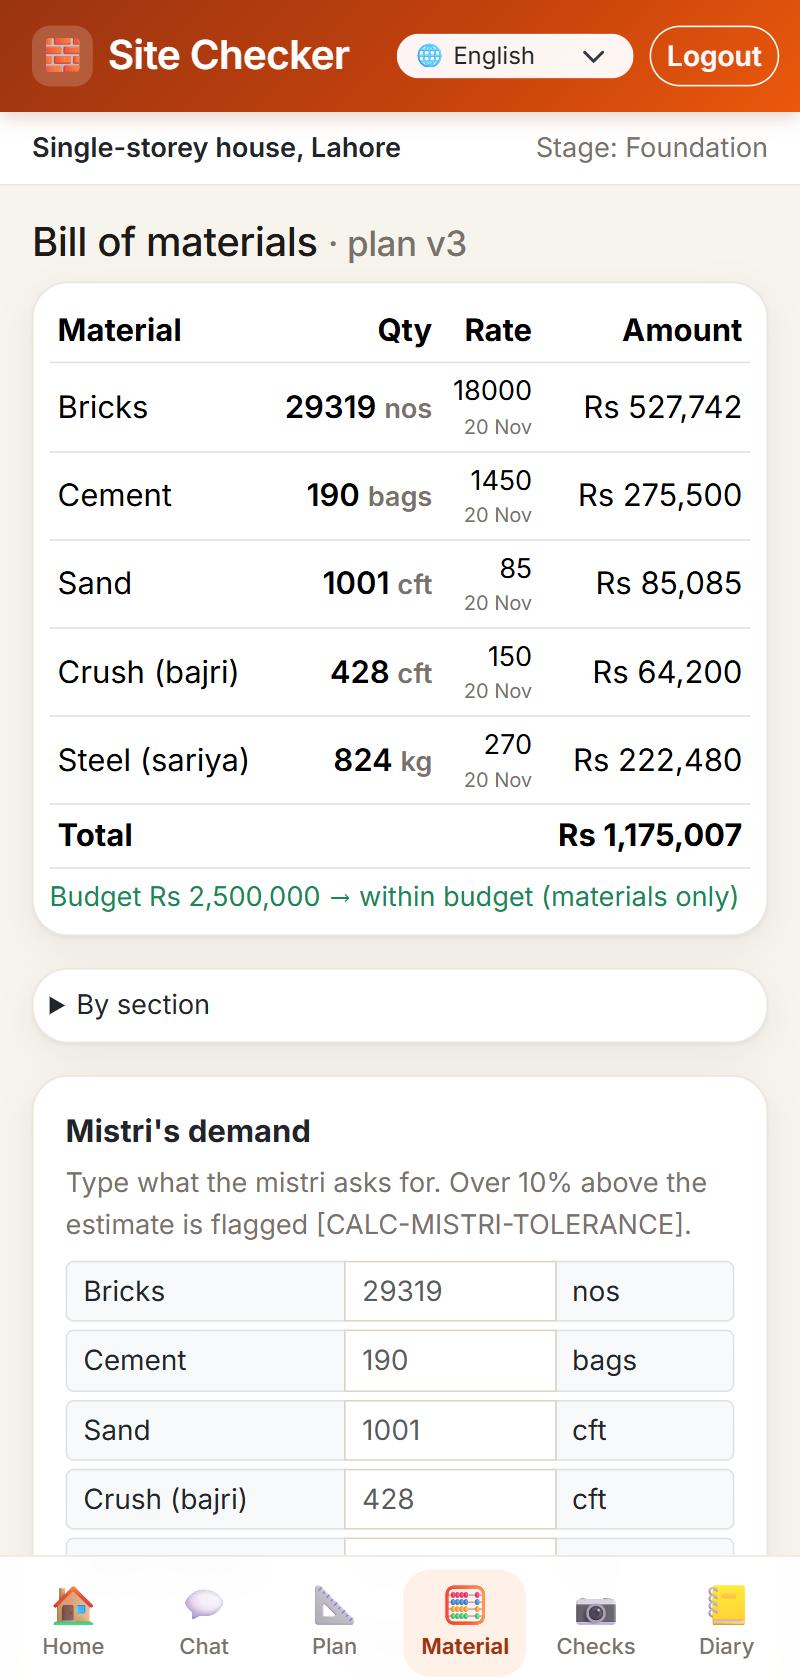 Site Checker
English
Logout
Single-storey house, Lahore
Stage: Foundation
Bill of materials · plan v3
Material Qty Rate Amount
Bricks 29319 nos 18000 Rs 527,742
20 Nov
Cement 190 bags 1450 Rs 275,500
20 Nov
Sand 1001 cft 85 Rs 85,085
20 Nov
Crush (bajri) 428 cft 150 Rs 64,200
20 Nov
Steel (sariya) 824 kg 270 Rs 222,480
20 Nov
Total Rs 1,175,007
Budget Rs 2,500,000 → within budget (materials only)
By section
Mistri's demand
Type what the mistri asks for. Over 10% above the
estimate is flagged [CALC-MISTRI-TOLERANCE].
Bricks 29319 nos
Cement 190 bags
Sand 1001 cft
Crush (bajri) 428 cft
Home Chat Plan Material Checks Diary